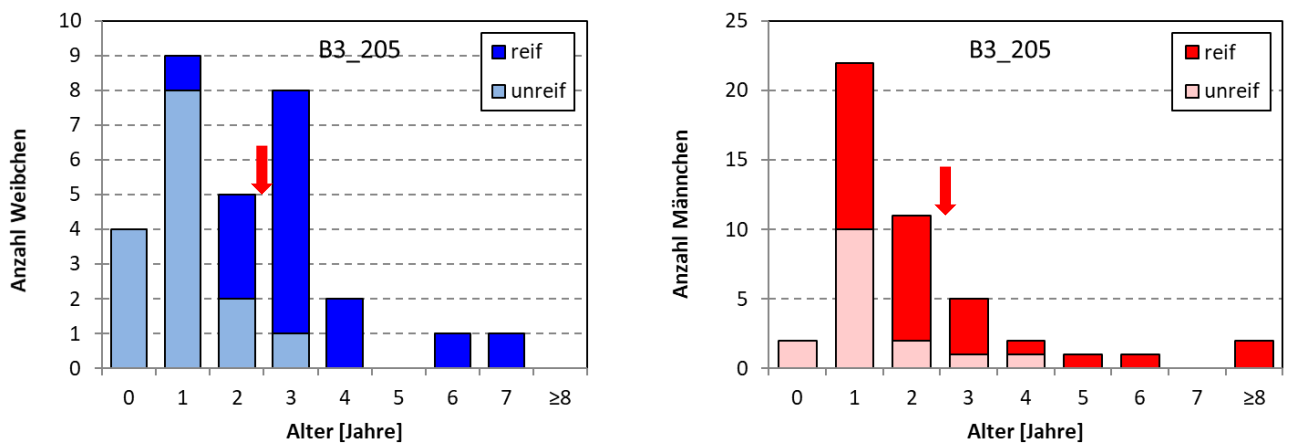 B3_205
reif
unreif
Anzahl Weibchen
10
9
8
7
6
5
4
3
2
1
0
0 1 2 3 4 5 6 7 ≥8
Alter [Jahre]
B3_205
reif
unreif
Anzahl Männchen
25
20
15
10
5
0
0 1 2 3 4 5 6 7 ≥8
Alter [Jahre]